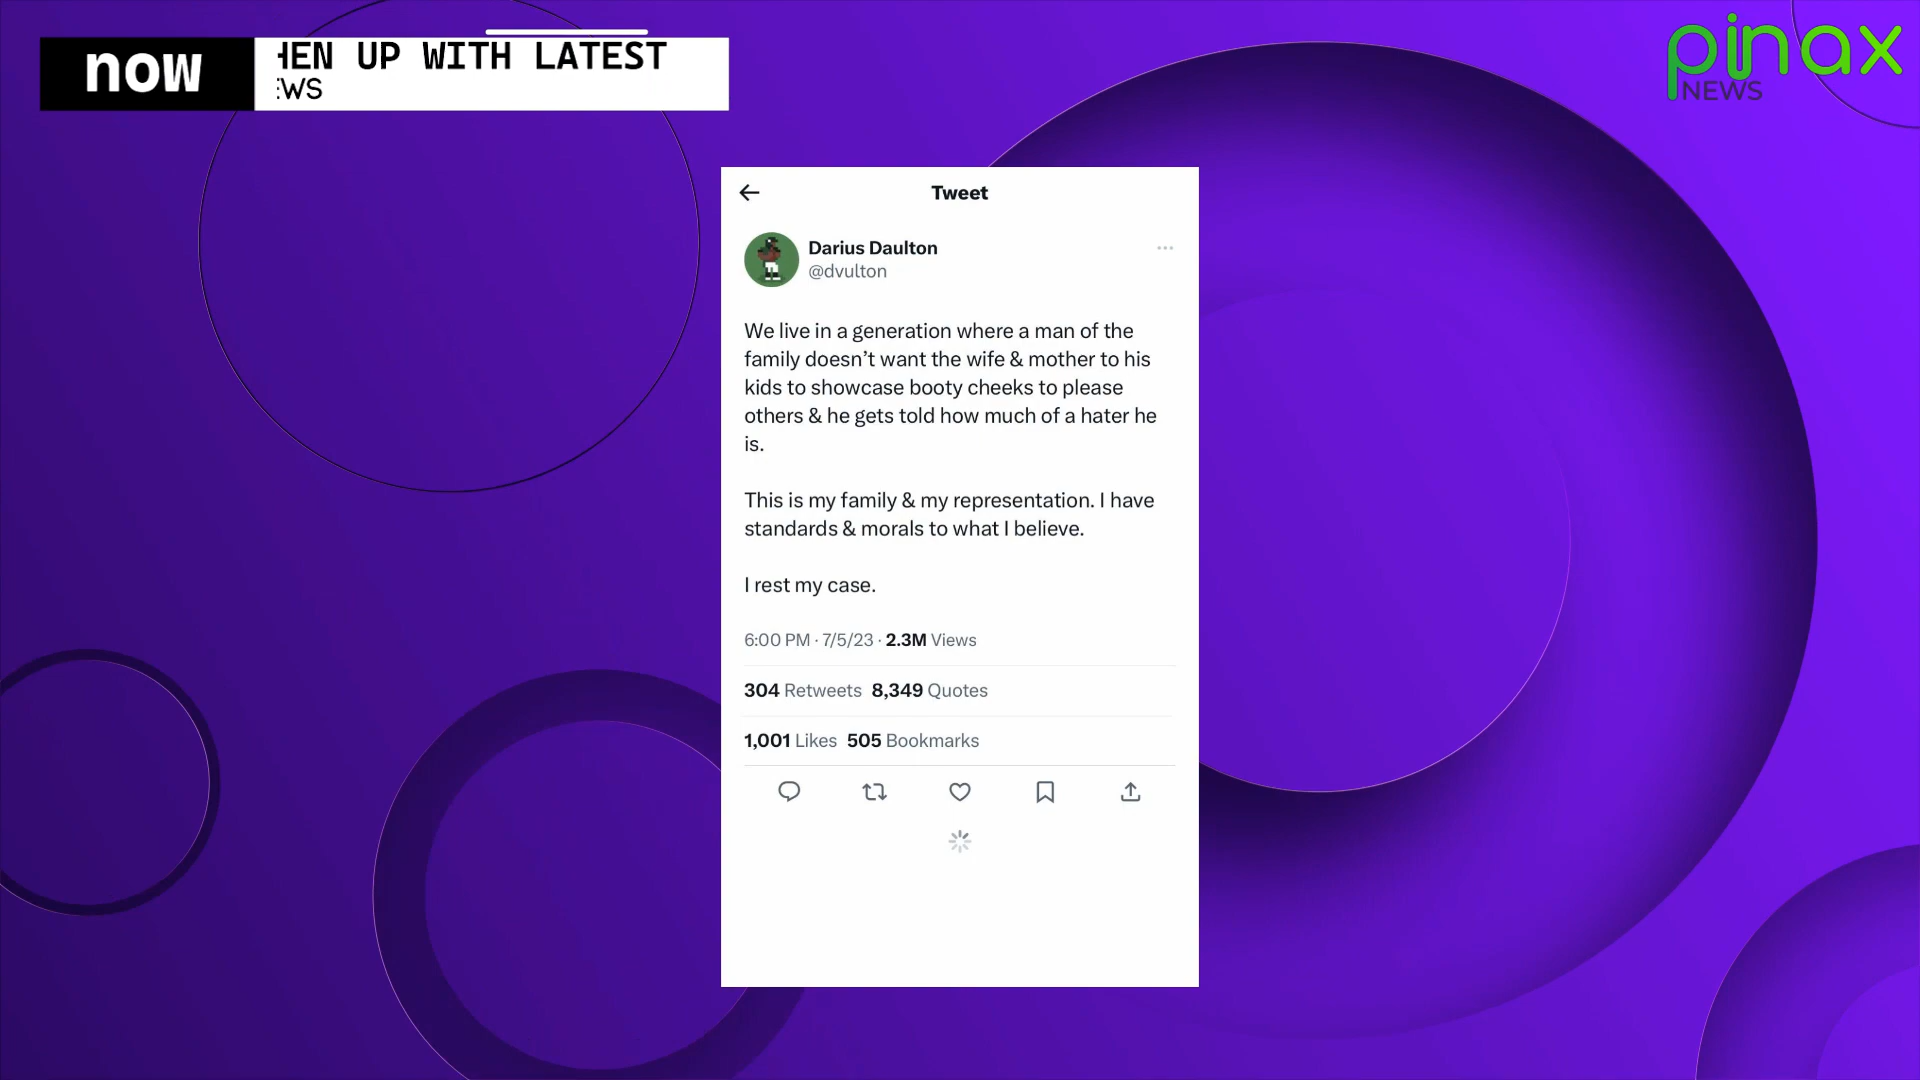 now
HEN UP WITH LATEST
EWS
pinax
NEWS
Tweet
Darius Daulton
@dvulton
We live in a generation where a man of the
family doesn’t want the wife & mother to his
kids to showcase booty cheeks to please
others & he gets told how much of a hater he
is.
This is my family & my representation. I have
standards & morals to what I believe.
I rest my case.
6:00 PM · 7/5/23 · 2.3M Views
304 Retweets 8,349 Quotes
1,001 Likes 505 Bookmarks